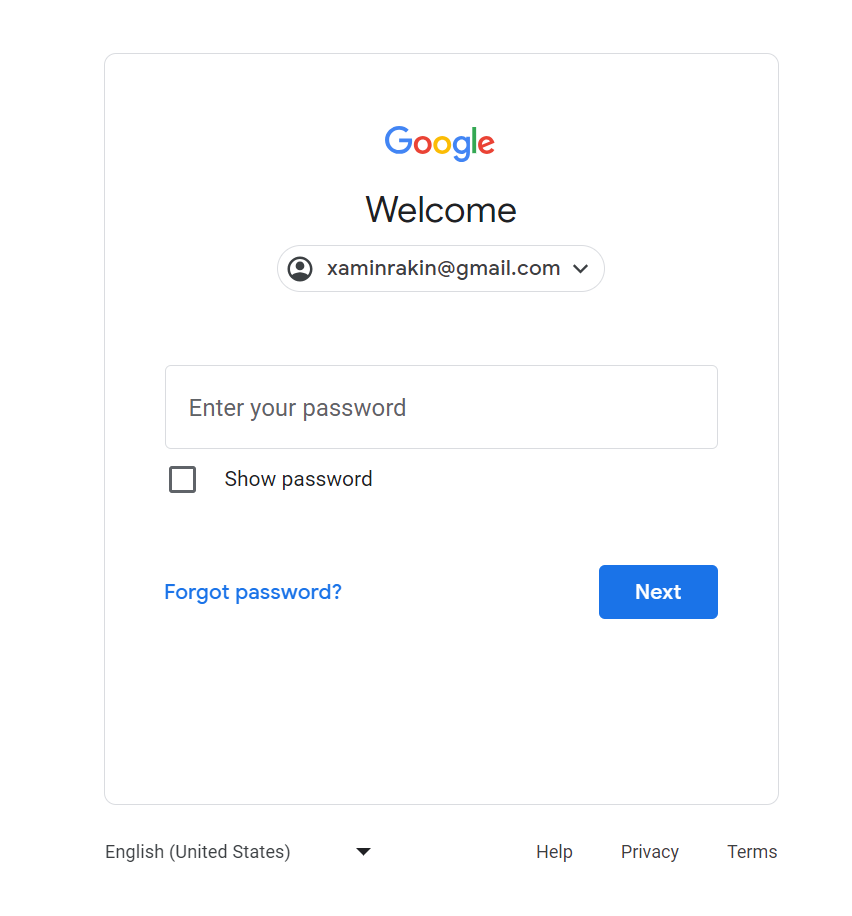 Google
Welcome
xaminrakin@gmail.com
Enter your password
Show password
Forgot password?
Next
English (United States)
Help
Privacy
Terms